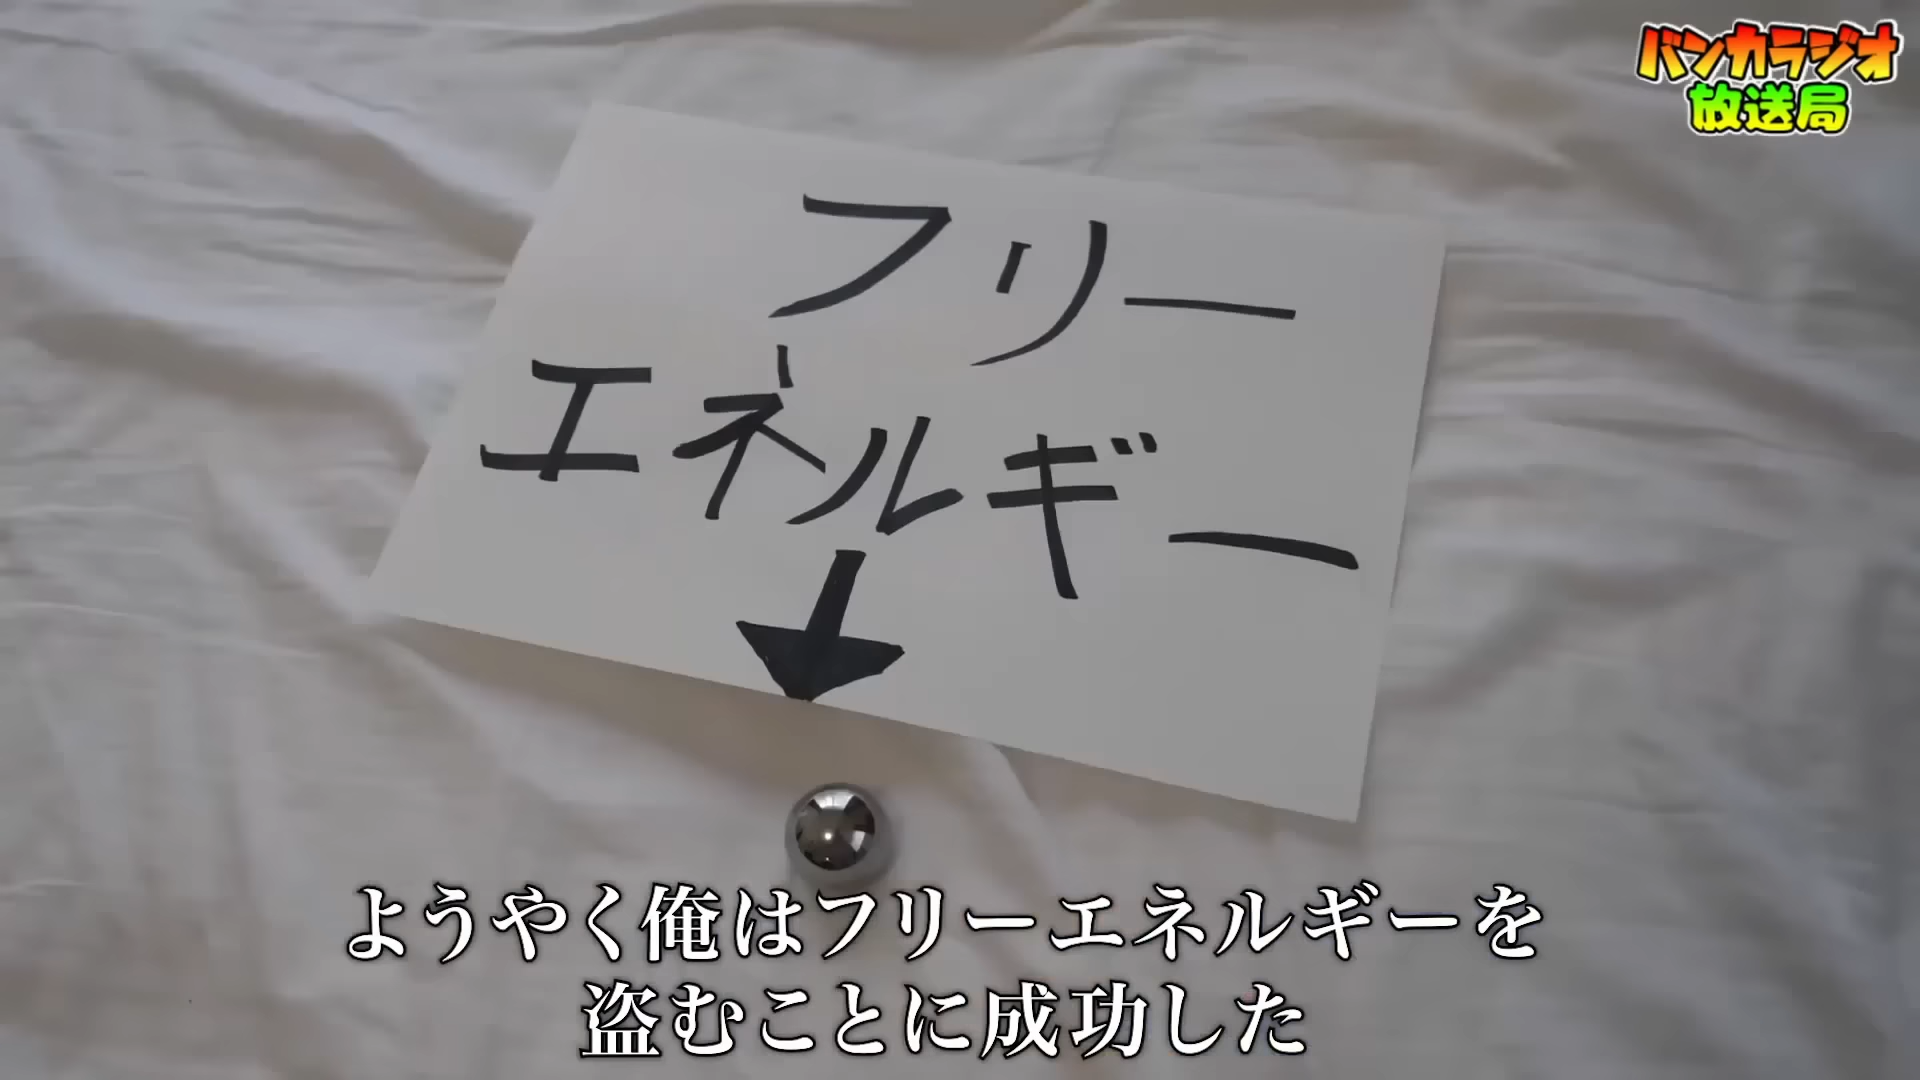 バンカラジオ
放送局
フリー
エネルギー
ようやく俺はフリーエネルギーを
盗むことに成功した